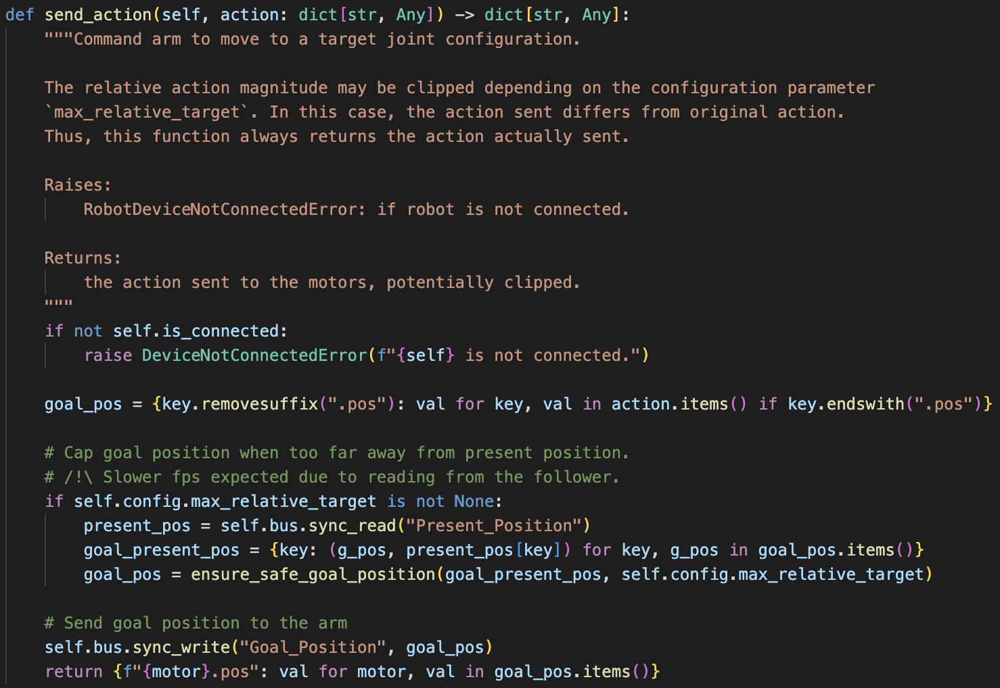 def send_action(self, action: dict[str, Any]) -> dict[str, Any]:
    """Command arm to move to a target joint configuration.

    The relative action magnitude may be clipped depending on the configuration parameter
    `max_relative_target`. In this case, the action sent differs from original action.
    Thus, this function always returns the action actually sent.

    Raises:
        RobotDeviceNotConnectedError: if robot is not connected.

    Returns:
        the action sent to the motors, potentially clipped.
    """
    if not self.is_connected:
        raise DeviceNotConnectedError(f"{self} is not connected.")

    goal_pos = {key.removesuffix(".pos"): val for key, val in action.items() if key.endswith(".pos")}

    # Cap goal position when too far away from present position.
    # /!\ Slower fps expected due to reading from the follower.
    if self.config.max_relative_target is not None:
        present_pos = self.bus.sync_read("Present_Position")
        goal_present_pos = {key: (g_pos, present_pos[key]) for key, g_pos in goal_pos.items()}
        goal_pos = ensure_safe_goal_position(goal_present_pos, self.config.max_relative_target)

    # Send goal position to the arm
    self.bus.sync_write("Goal_Position", goal_pos)
    return {f"{motor}.pos": val for motor, val in goal_pos.items()}